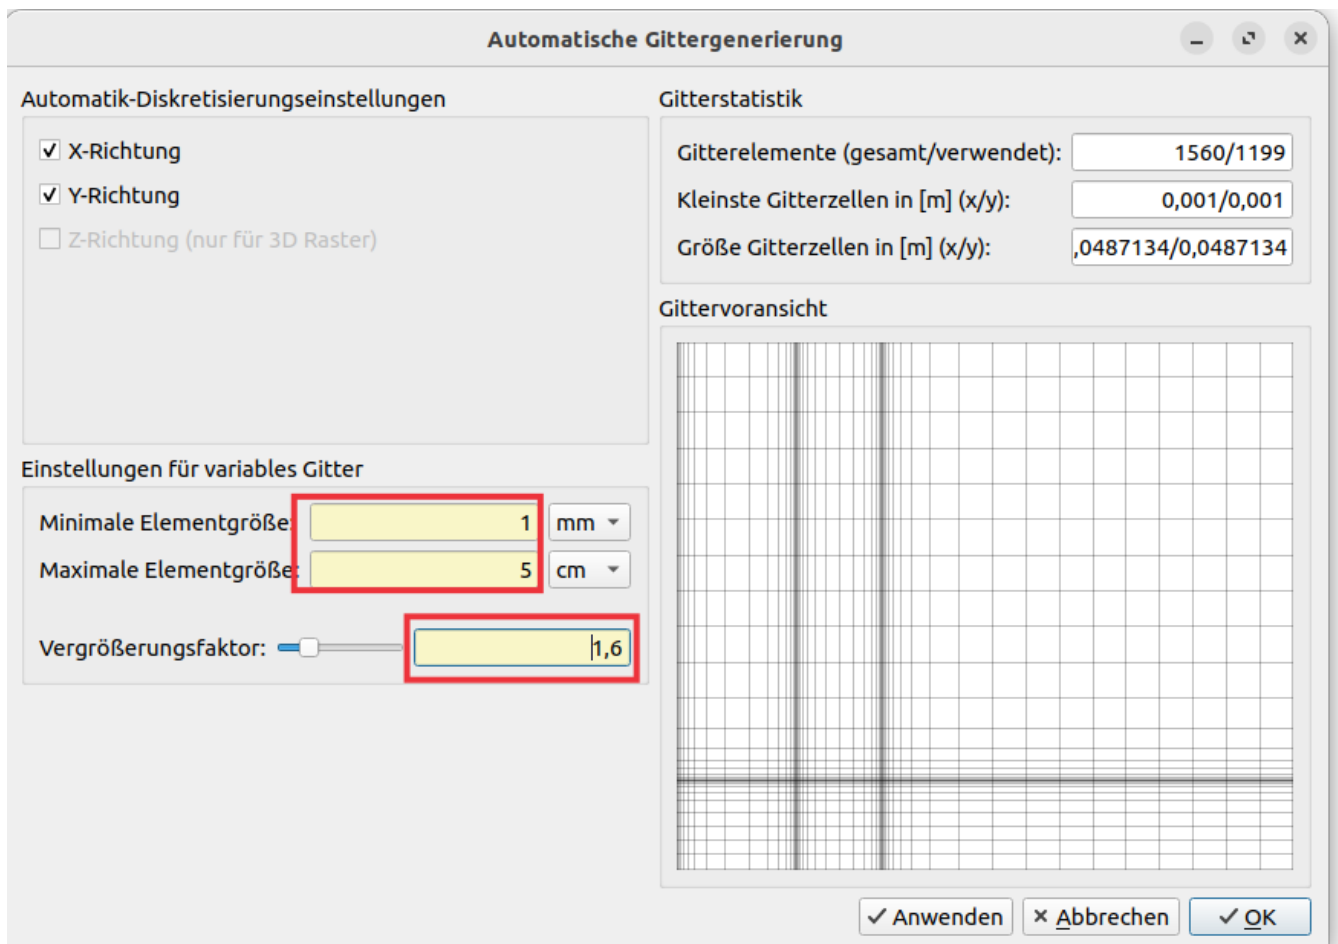 Automatische Gittergenerierung
Automatik-Diskretisierungseinstellungen
X-Richtung
Y-Richtung
Z-Richtung (nur für 3D Raster)
Einstellungen für variables Gitter
Minimale Elementgröße: 1 mm
Maximale Elementgröße: 5 cm
Vergrößerungsfaktor: 1,6
Gitterstatistik
Gitterelemente (gesamt/verwendet): 1560/1199
Kleinste Gitterzellen in [m] (x/y): 0,001/0,001
Größe Gitterzellen in [m] (x/y): ,0487134/0,0487134
Gittervoransicht
Anwenden Abbrechen OK